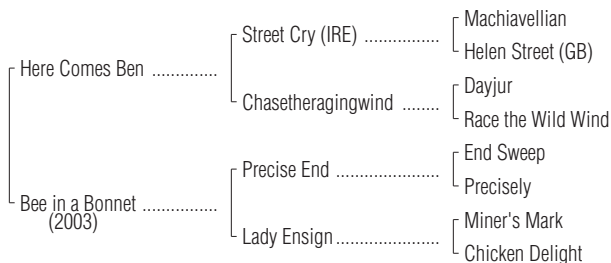 Machiavellian
Street Cry (IRE) .................
Helen Street (GB)
Here Comes Ben ..............
Dayjur
Chasetheragingwind ........
Race the Wild Wind
End Sweep
Precise End .......................
Precisely
Bee in a Bonnet ................
(2003)
Miner's Mark
Lady Ensign.......................
Chicken Delight